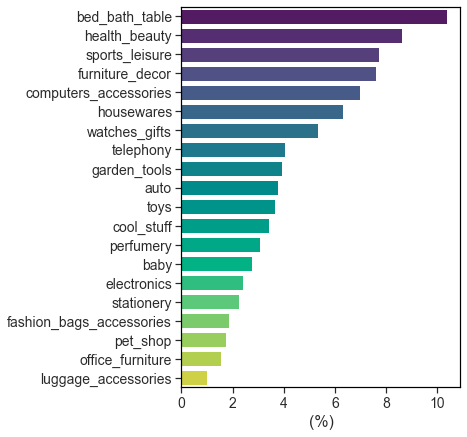 bed_bath_table
health_beauty
sports_leisure
furniture_decor
computers_accessories
housewares
watches_gifts
telephony
garden_tools
auto
toys
cool_stuff
perfumery
baby
electronics
stationery
fashion_bags_accessories
pet_shop
office_furniture
luggage_accessories
0 2 4 6 8 10
(%)